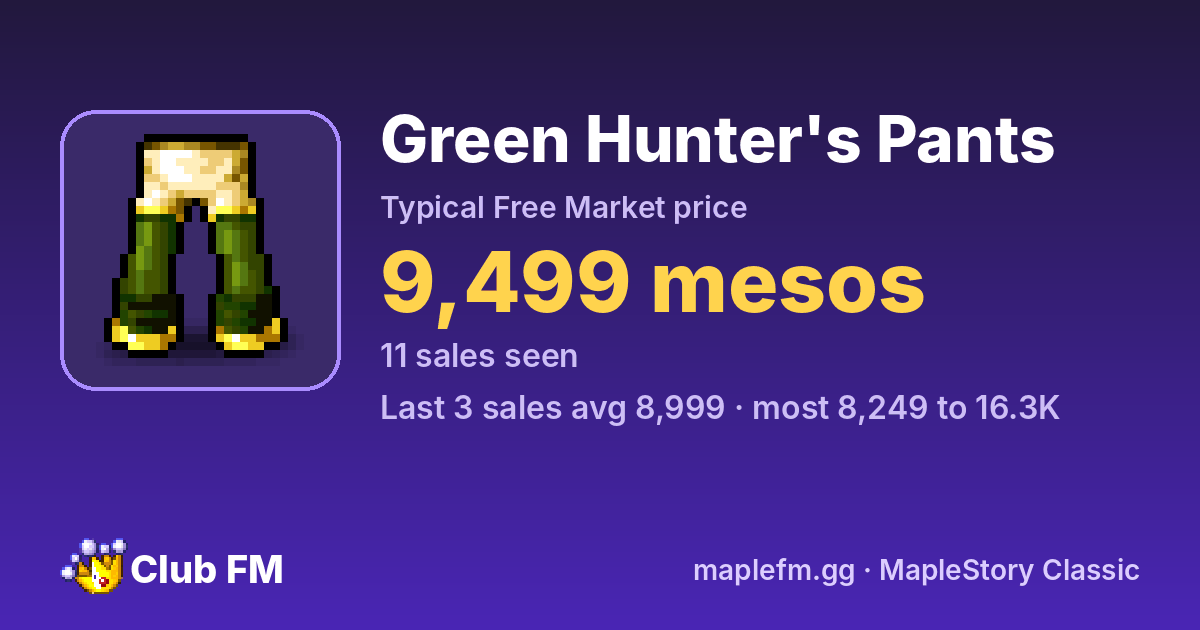 Green Hunter's Pants
Typical Free Market price
9,499 mesos
11 sales seen
Last 3 sales avg 8,999 · most 8,249 to 16.3K
Club FM
maplefm.gg · MapleStory Classic